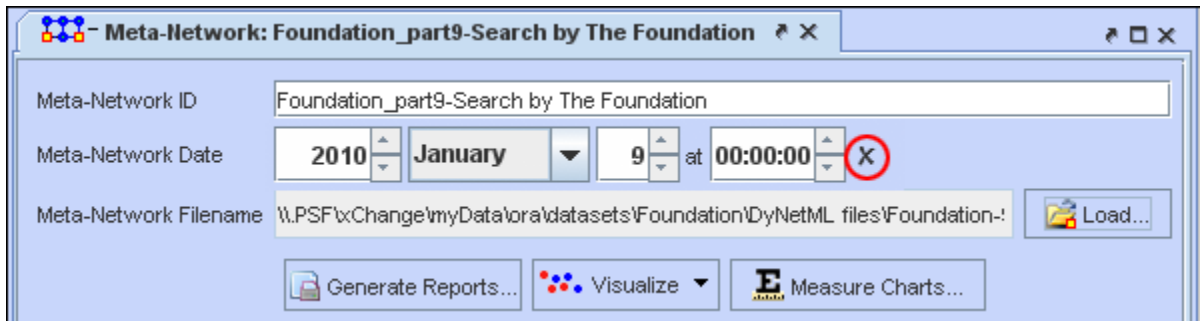 Meta-Network: Foundation_part9-Search by The Foundation
Meta-Network ID Foundation_part9-Search by The Foundation
Meta-Network Date 2010 January 9 at 00:00:00 X
Meta-Network Filename \\.PSF\xChange\myData\ora\datasets\Foundation\DyNetML files\Foundation- Load...
Generate Reports... Visualize E Measure Charts...